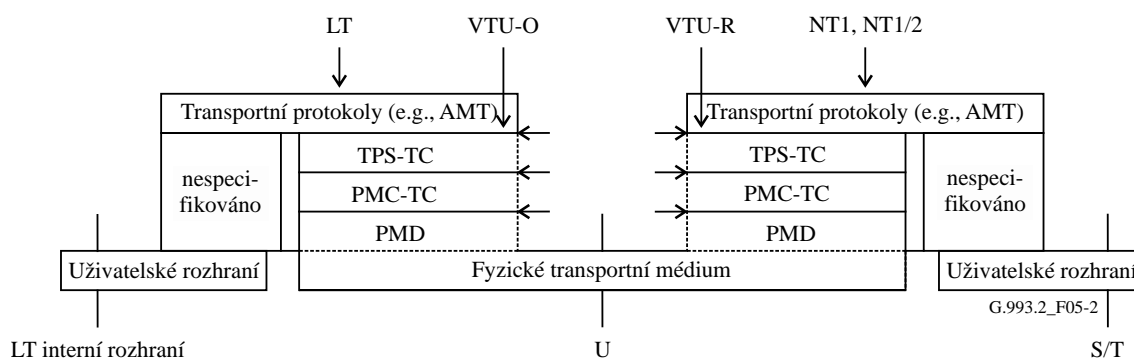 LT VTU-O VTU-R NT1, NT1/2
Transportní protokoly (e.g., AMT) Transportní protokoly (e.g., AMT)
TPS-TC TPS-TC
nespeci-
fikováno
nespeci-
fikováno
PMC-TC PMC-TC
PMD PMD
Uživatelské rozhraní Fyzické transportní médium Uživatelské rozhraní
G.993.2_F05-2
LT interní rozhraní U S/T